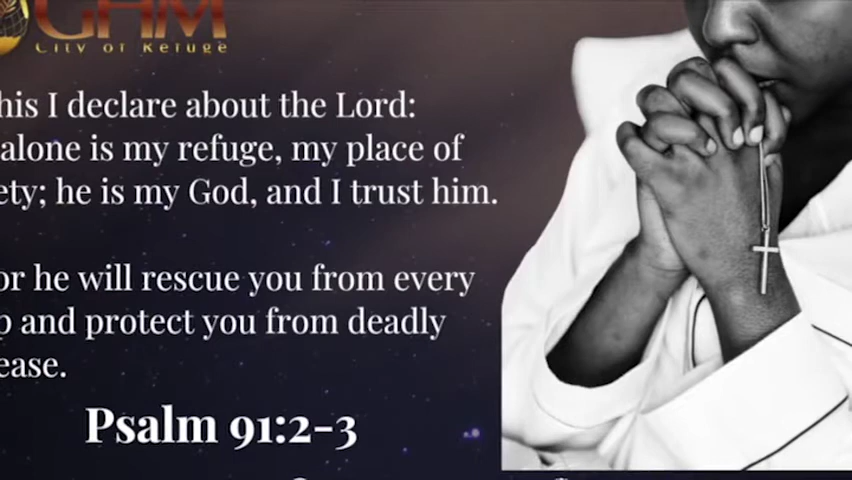 GHM
City of Refuge
his I declare about the Lord:
alone is my refuge, my place of
ety; he is my God, and I trust him.
or he will rescue you from every
p and protect you from deadly
ease.
Psalm 91:2-3